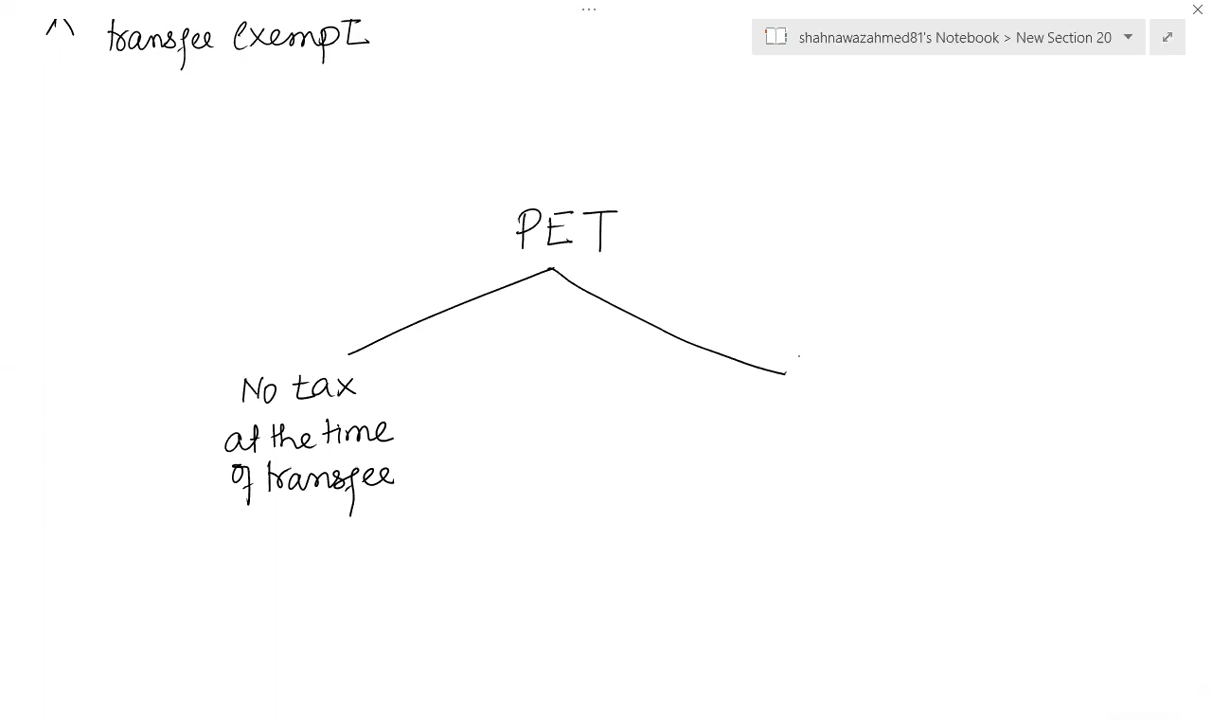 transfer exempt
shahnawazahmed81's Notebook > New Section 20
PET
No tax
at the time
of transfer